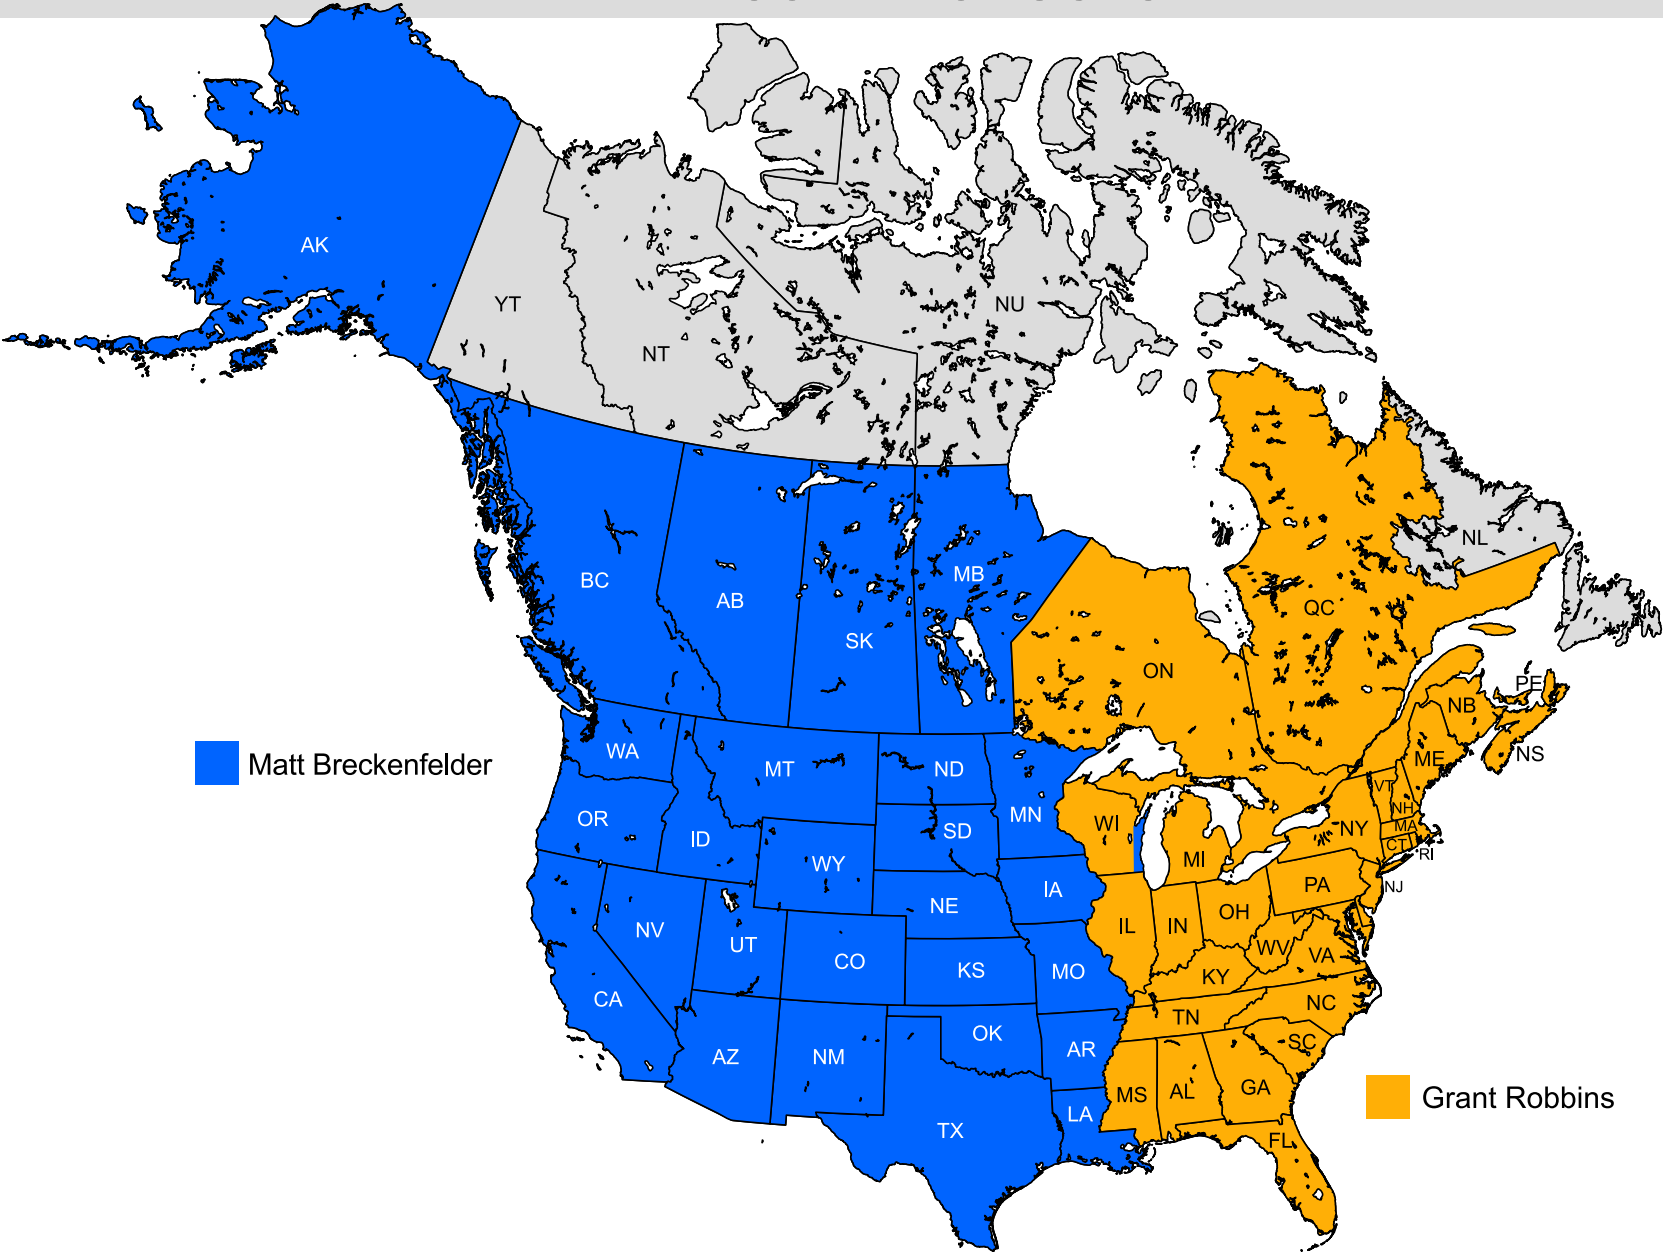 AK
YT
NT
NU
BC
AB
SK
MB
ON
QC
NL
PE
NB
NS
ME
WA
MT
ND
MN
OR
ID
WY
SD
WI
MI
NY
VT
NH
MA
CT
RI
Matt Breckenfelder
NV
UT
NE
IA
IL
IN
OH
PA
NJ
CA
CO
KS
MO
KY
WV
VA
AZ
NM
OK
AR
TN
NC
SC
TX
LA
MS
AL
GA
FL
Grant Robbins